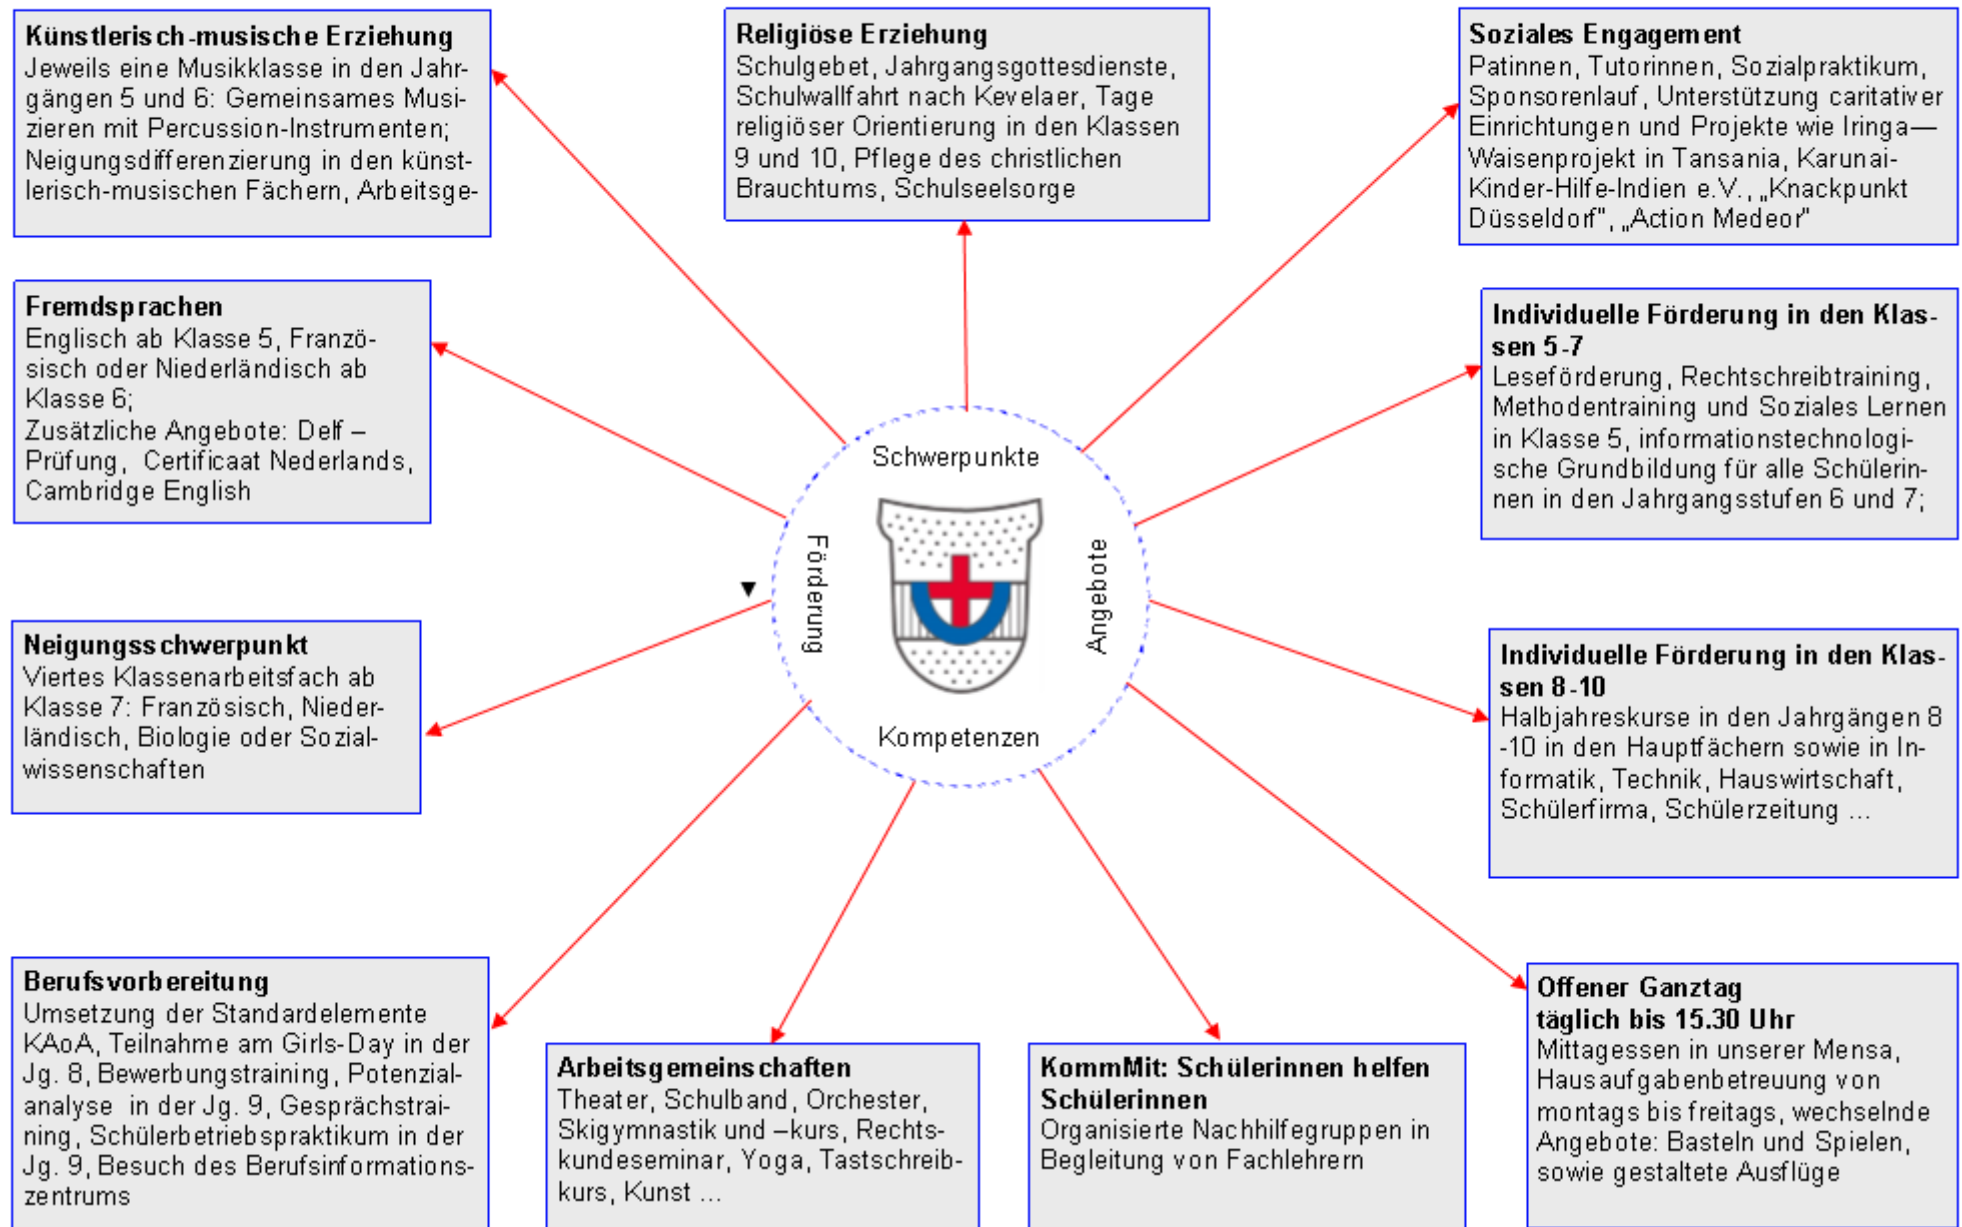 Künstlerisch-musische Erziehung
Jeweils eine Musikklasse in den Jahr-
gängen 5 und 6: Gemeinsames Musi-
zieren mit Percussion-Instrumenten;
Neigungsdifferenzierung in den künst-
lerisch-musischen Fächern, Arbeitsge-
Religiöse Erziehung
Schulgebet, Jahrgangsgottesdienste,
Schulwallfahrt nach Kevelaer, Tage
religiöser Orientierung in den Klassen
9 und 10, Pflege des christlichen
Brauchtums, Schulseelsorge
Soziales Engagement
Patinnen, Tutorinnen, Sozialpraktikum,
Sponsorenlauf, Unterstützung caritativer
Einrichtungen und Projekte wie Iringa—
Waisenprojekt in Tansania, Karunai-
Kinder-Hilfe-Indien e.V., „Knackpunkt
Düsseldorf", „Action Medeor"
Fremdsprachen
Englisch ab Klasse 5, Franzö-
sisch oder Niederländisch ab
Klasse 6;
Zusätzliche Angebote: Delf –
Prüfung, Certificaat Nederlands,
Cambridge English
Individuelle Förderung in den Klas-
sen 5-7
Leseförderung, Rechtschreibtraining,
Methodentraining und Soziales Lernen
in Klasse 5, informationstechnologi-
sche Grundbildung für alle Schülerin-
nen in den Jahrgangsstufen 6 und 7;
Schwerpunkte
Förderung
Angebote
Kompetenzen
Neigungsschwerpunkt
Viertes Klassenarbeitsfach ab
Klasse 7: Französisch, Nieder-
ländisch, Biologie oder Sozial-
wissenschaften
Individuelle Förderung in den Klas-
sen 8-10
Halbjahreskurse in den Jahrgängen 8
-10 in den Hauptfächern sowie in In-
formatik, Technik, Hauswirtschaft,
Schülerfirma, Schülerzeitung ...
Berufsvorbereitung
Umsetzung der Standardelemente
KAoA, Teilnahme am Girls-Day in der
Jg. 8, Bewerbungstraining, Potenzial-
analyse in der Jg. 9, Gesprächstrai-
ning, Schülerbetriebspraktikum in der
Jg. 9, Besuch des Berufsinformations-
zentrums
Arbeitsgemeinschaften
Theater, Schulband, Orchester,
Skigymnastik und –kurs, Rechts-
kundeseminar, Yoga, Tastschreib-
kurs, Kunst ...
KommMit: Schülerinnen helfen
Schülerinnen
Organisierte Nachhilfegruppen in
Begleitung von Fachlehrern
Offener Ganztag
täglich bis 15.30 Uhr
Mittagessen in unserer Mensa,
Hausaufgabenbetreuung von
montags bis freitags, wechselnde
Angebote: Basteln und Spielen,
sowie gestaltete Ausflüge